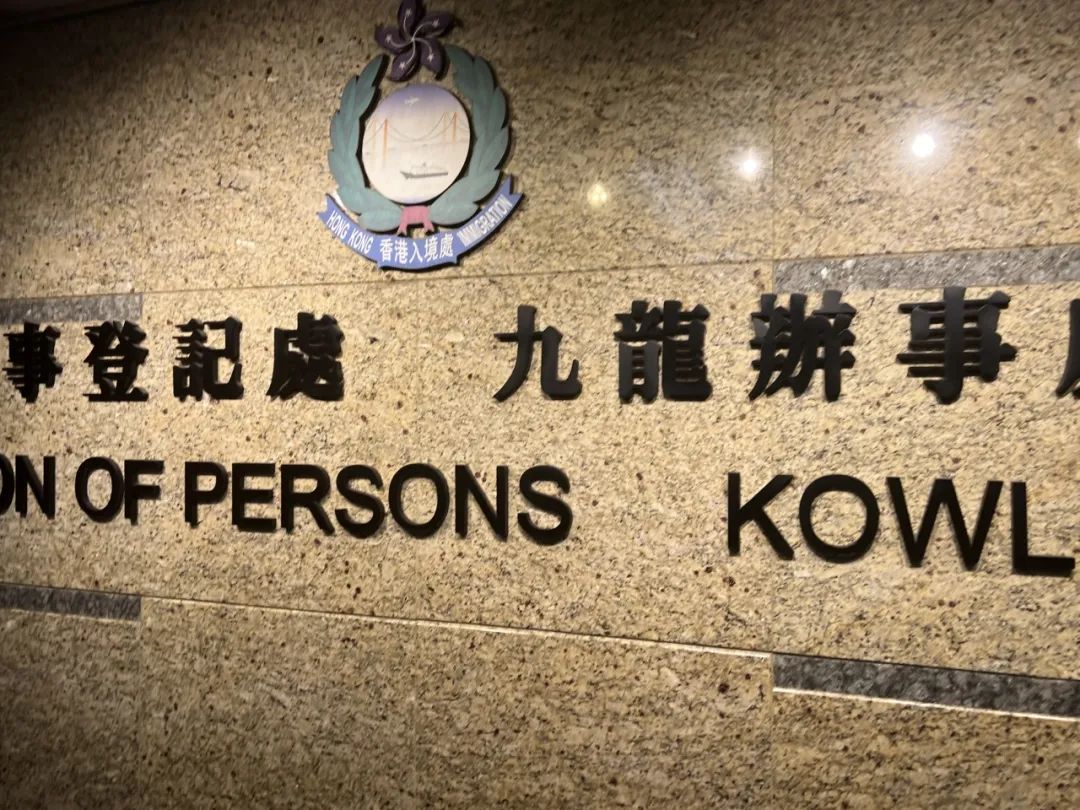 HONG KONG 香港入境處 IMMIGRATION
事登記處 九龍辦事
ON OF PERSONS KOWL